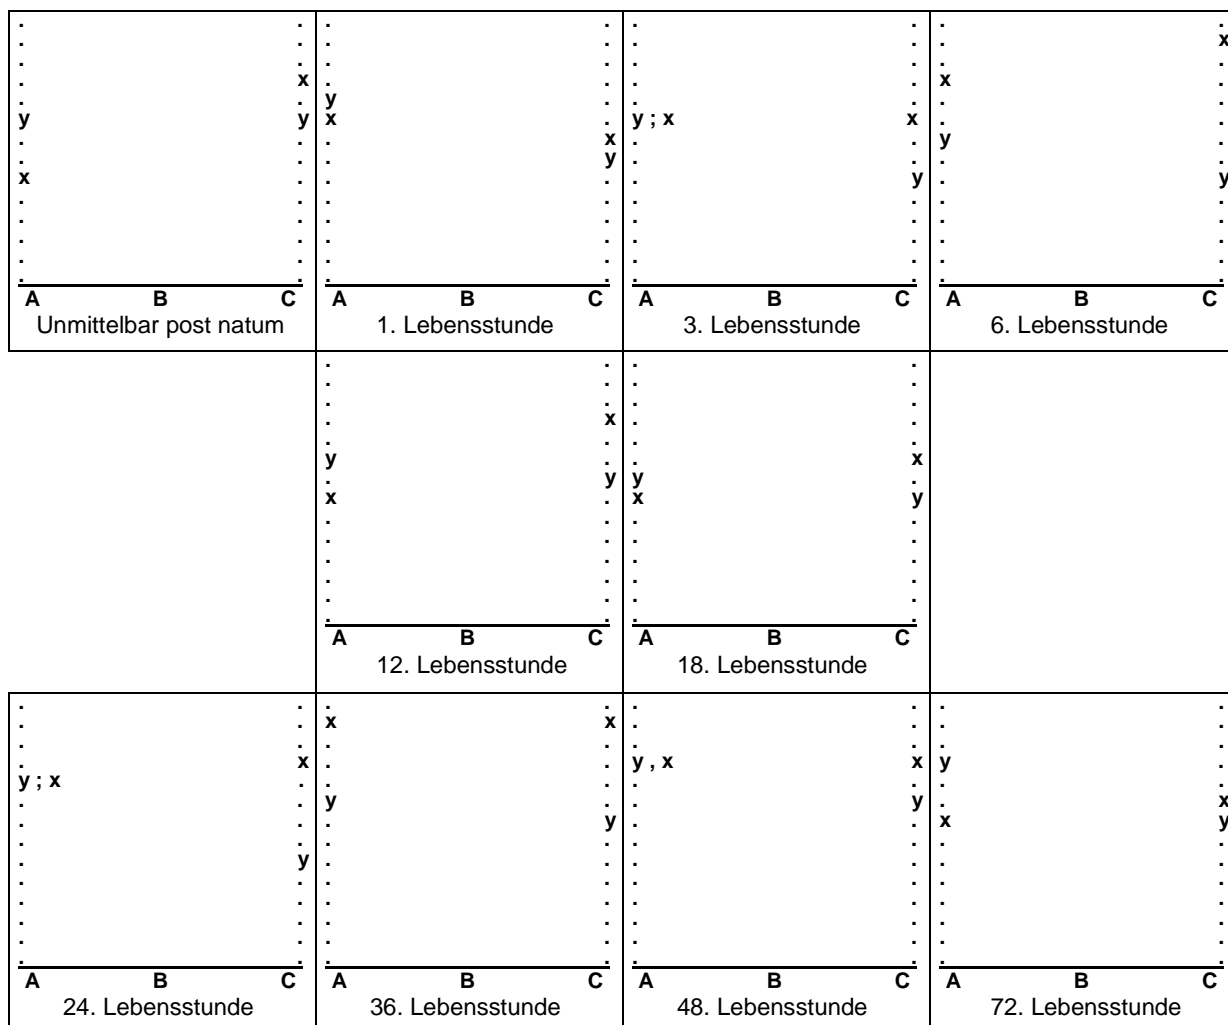 x
y y
x
A B C
Unmittelbar post natum
y
x
x
y
A B C
1. Lebensstunde
y ; x x
y
A B C
3. Lebensstunde
x
x
y
y
A B C
6. Lebensstunde
x
y
y
x
A B C
12. Lebensstunde
x
y
x y
A B C
18. Lebensstunde
x
y ; x
y
A B C
24. Lebensstunde
x x
y
y
A B C
36. Lebensstunde
y , x x
y
A B C
48. Lebensstunde
y
x
x y
A B C
72. Lebensstunde